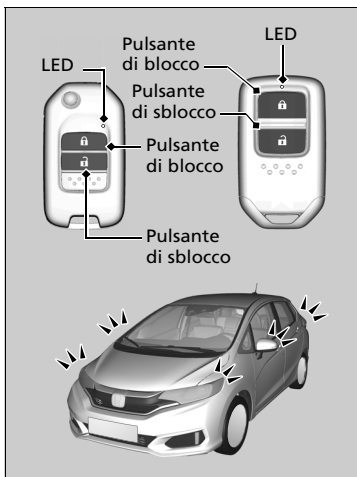 LED
Pulsante
di blocco
Pulsante
di sblocco
LED
Pulsante
di blocco
Pulsante
di sblocco